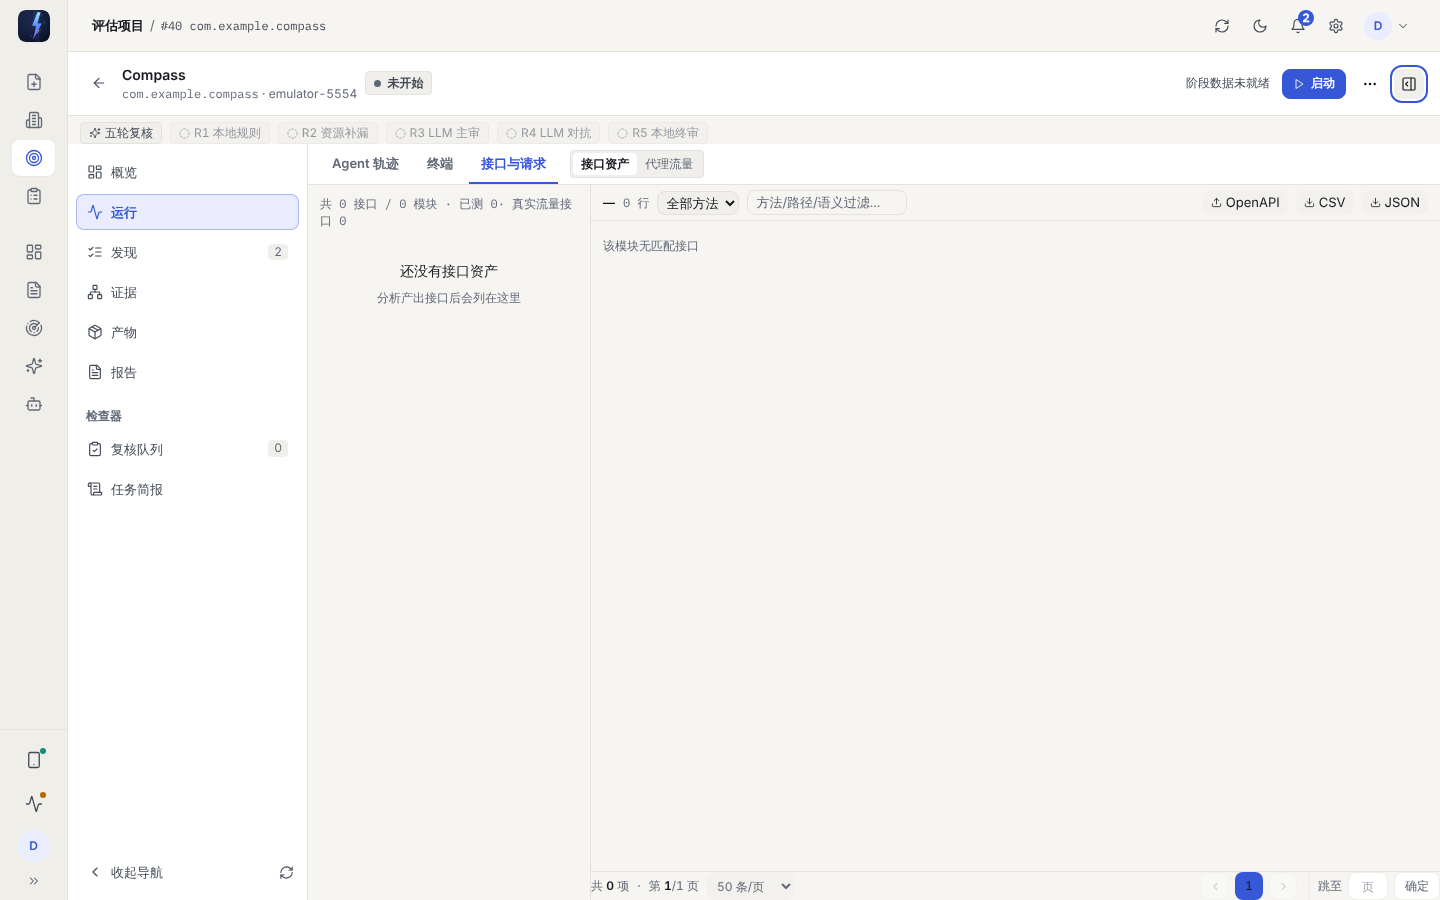 评估项目 / #40 com.example.compass
2
D
Compass
com.example.compass · emulator-5554
未开始
阶段数据未就绪
启动
五轮复核
R1 本地规则
R2 资源补漏
R3 LLM 主审
R4 LLM 对抗
R5 本地终审
概览
运行
发现 2
证据
产物
报告
检查器
复核队列 0
任务简报
收起导航
D
Agent 轨迹
终端
接口与请求
接口资产
代理流量
共 0 接口 / 0 模块 · 已测 0· 真实流量接
口 0
还没有接口资产
分析产出接口后会列在这里
— 0 行
全部方法
方法/路径/语义过滤...
OpenAPI
CSV
JSON
该模块无匹配接口
共 0 项 · 第 1/1 页
50 条/页
1
跳至
页
确定